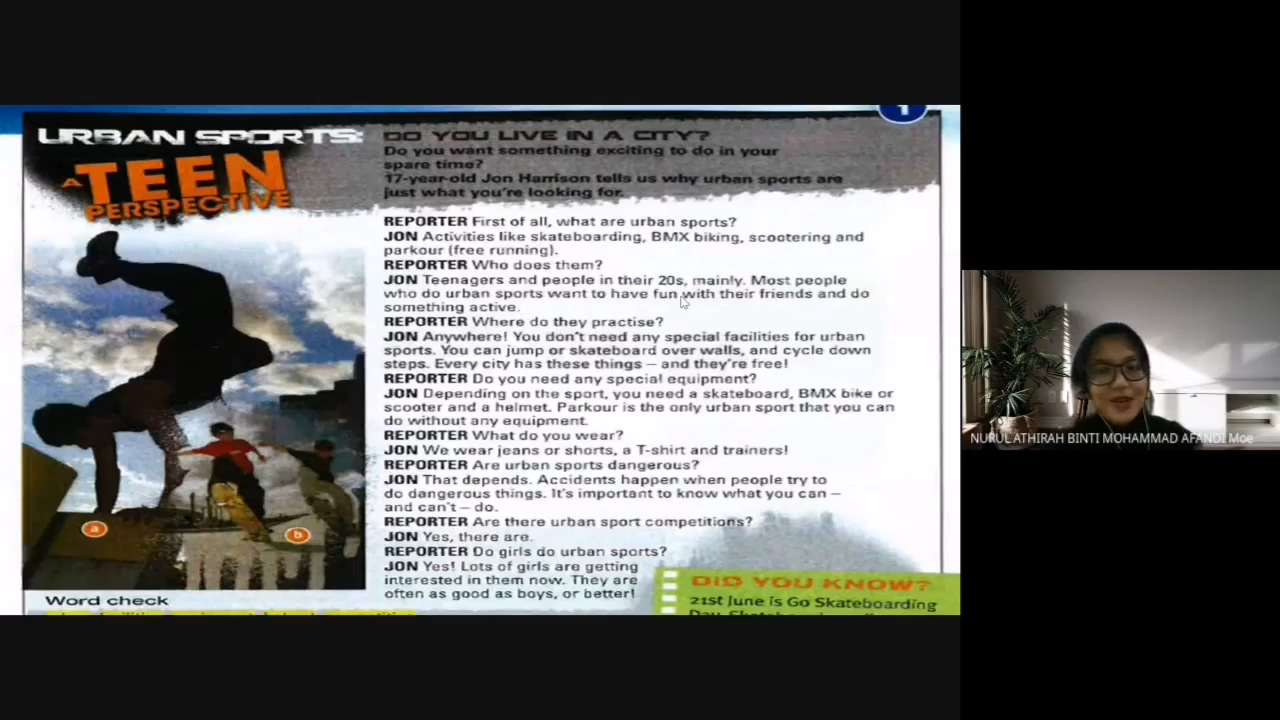 1
URBAN SPORTS:
A TEEN
PERSPECTIVE
DO YOU LIVE IN A CITY?
Do you want something exciting to do in your
spare time?
17-year-old Jon Harrison tells us why urban sports are
just what you're looking for.
REPORTER First of all, what are urban sports?
JON Activities like skateboarding, BMX biking, scootering and
parkour (free running).
REPORTER Who does them?
JON Teenagers and people in their 20s, mainly. Most people
who do urban sports want to have fun with their friends and do
something active.
REPORTER Where do they practise?
JON Anywhere! You don't need any special facilities for urban
sports. You can jump or skateboard over walls, and cycle down
steps. Every city has these things – and they're free!
REPORTER Do you need any special equipment?
JON Depending on the sport, you need a skateboard, BMX bike or
scooter and a helmet. Parkour is the only urban sport that you can
do without any equipment.
REPORTER What do you wear?
JON We wear jeans or shorts, a T-shirt and trainers!
REPORTER Are urban sports dangerous?
JON That depends. Accidents happen when people try to
do dangerous things. It's important to know what you can –
and can't – do.
REPORTER Are there urban sport competitions?
JON Yes, there are.
REPORTER Do girls do urban sports?
JON Yes! Lots of girls are getting
interested in them now. They are
often as good as boys, or better!
a
b
Word check
DID YOU KNOW?
21st June is Go Skateboarding
NURUL ATHIRAH BINTI MOHAMMAD AFANDI Moe